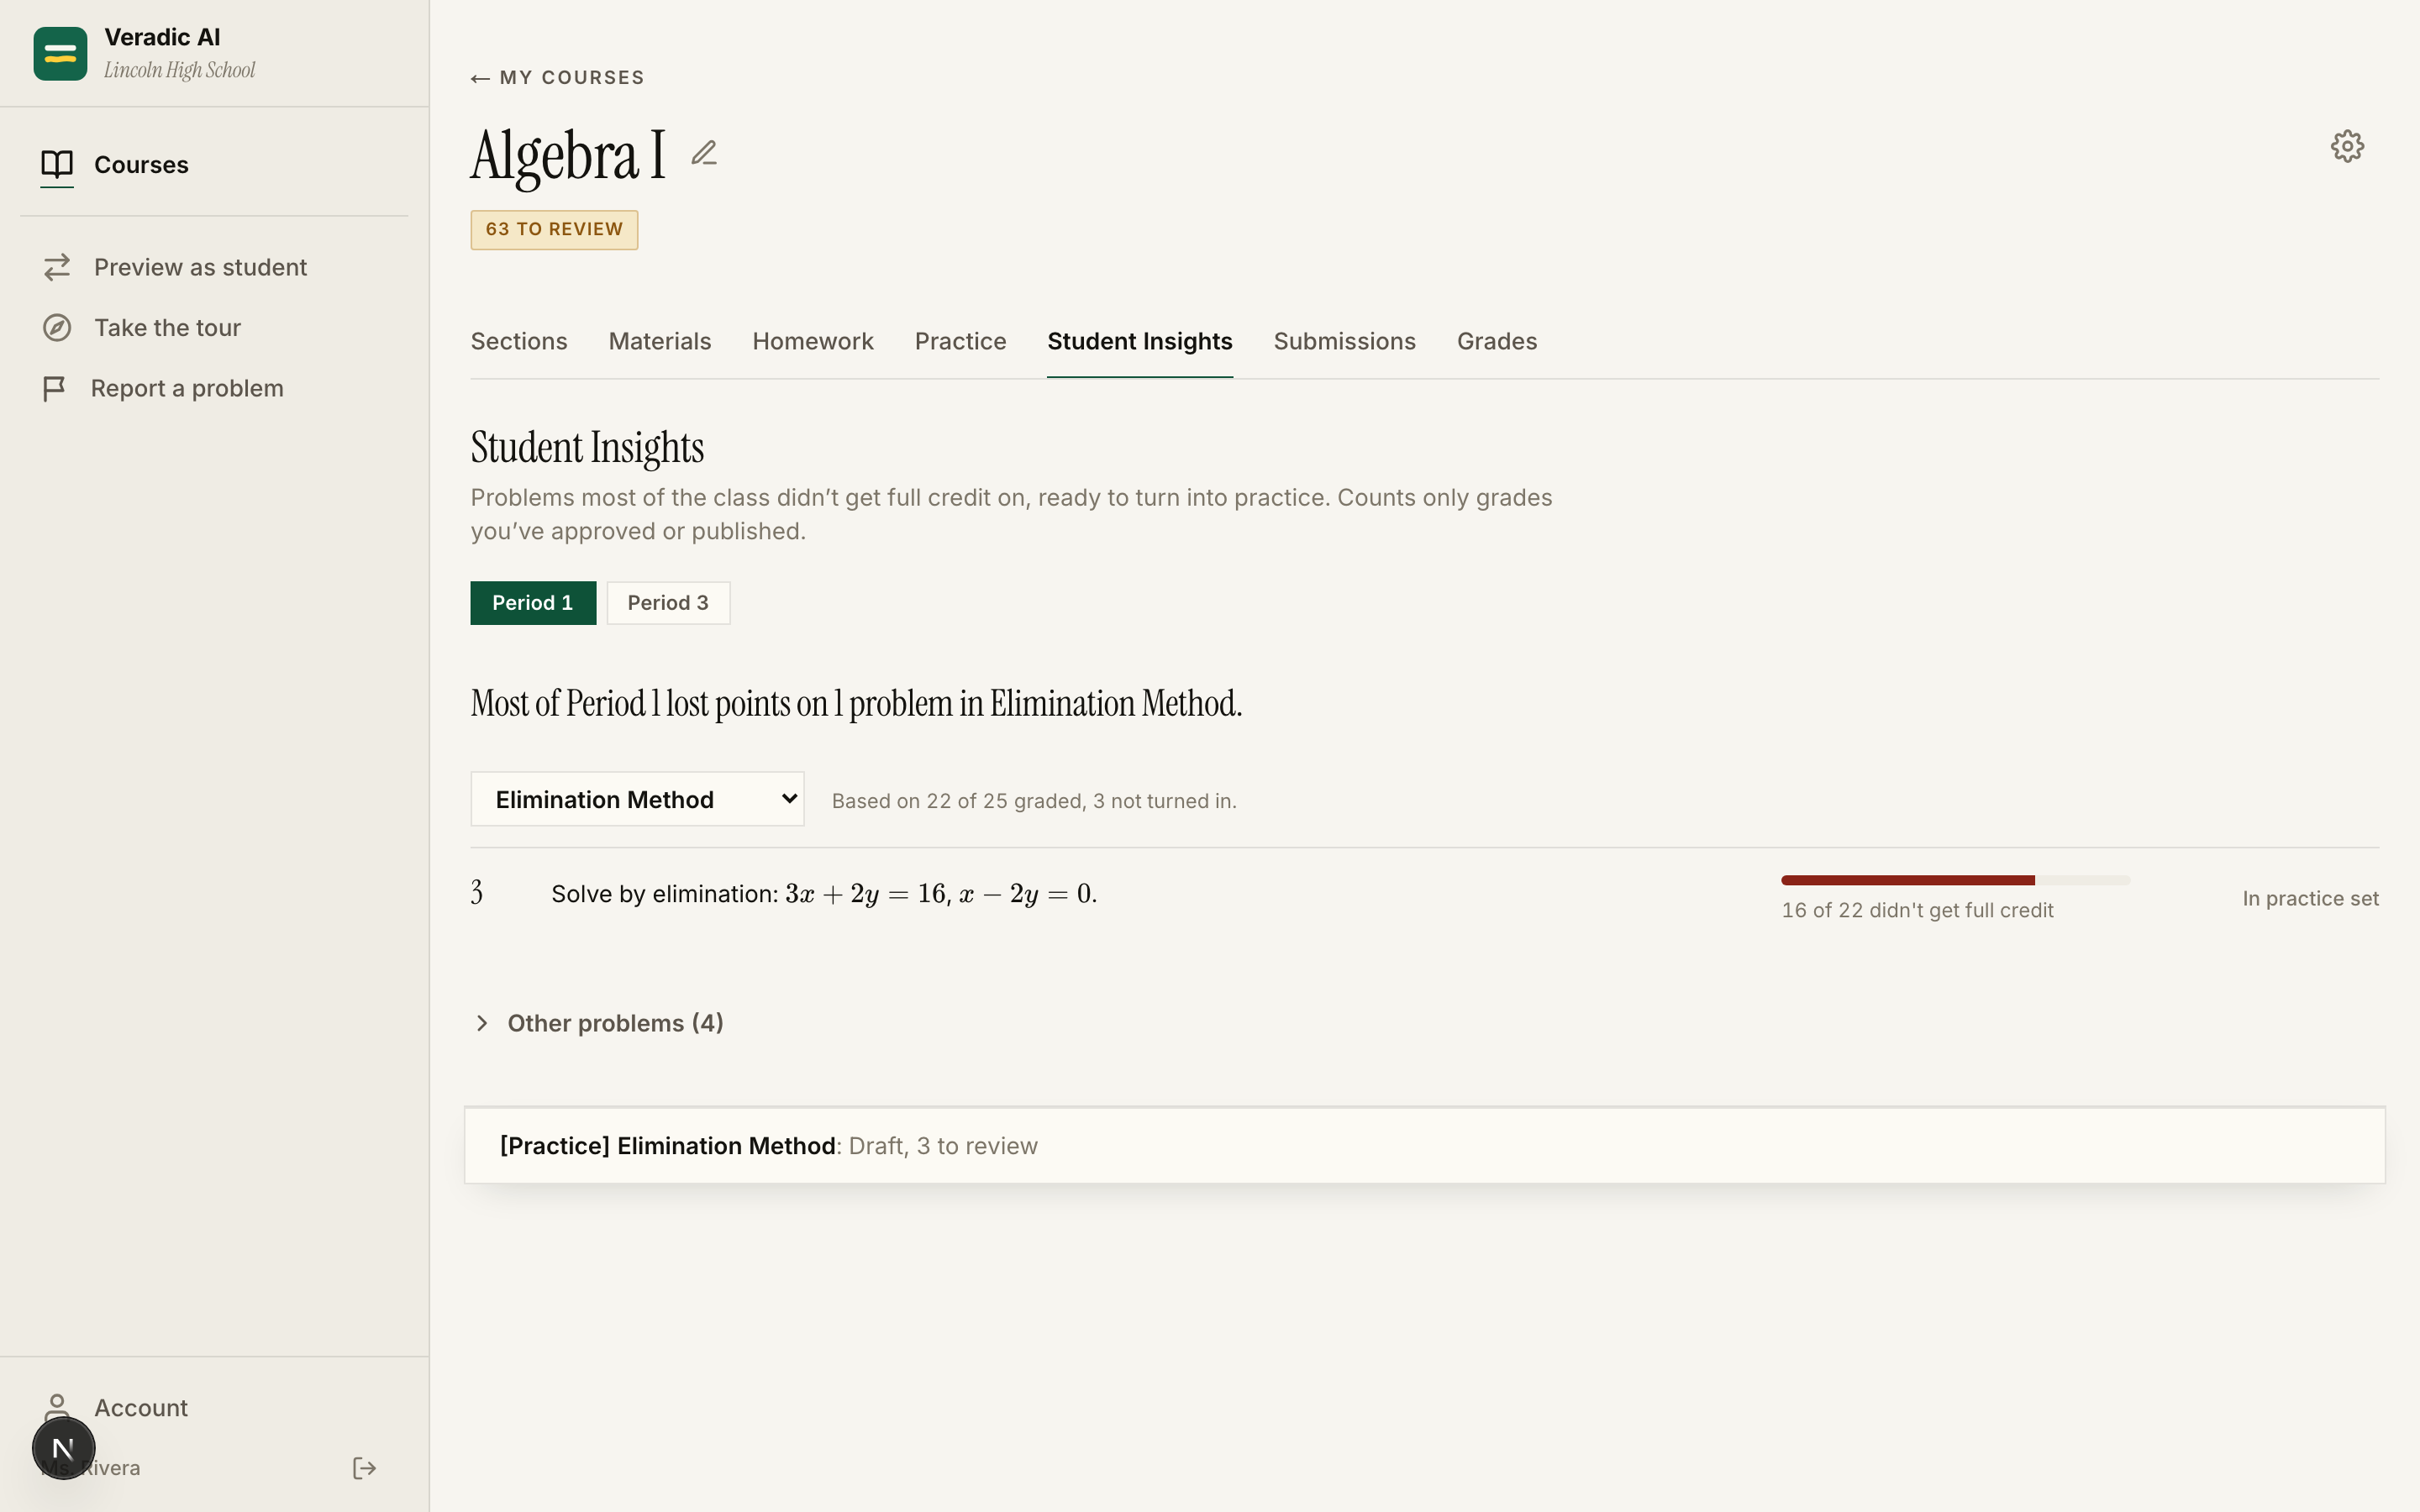 Veradic AI
Lincoln High School
Courses
Preview as student
Take the tour
Report a problem
Account
Rivera
N
← MY COURSES
Algebra I
63 TO REVIEW
Sections Materials Homework Practice Student Insights Submissions Grades
Student Insights
Problems most of the class didn’t get full credit on, ready to turn into practice. Counts only grades
you’ve approved or published.
Period 1 Period 3
Most of Period 1 lost points on 1 problem in Elimination Method.
Elimination Method Based on 22 of 25 graded, 3 not turned in.
3 Solve by elimination: 3x + 2y = 16, x − 2y = 0.
16 of 22 didn't get full credit
In practice set
Other problems (4)
[Practice] Elimination Method: Draft, 3 to review